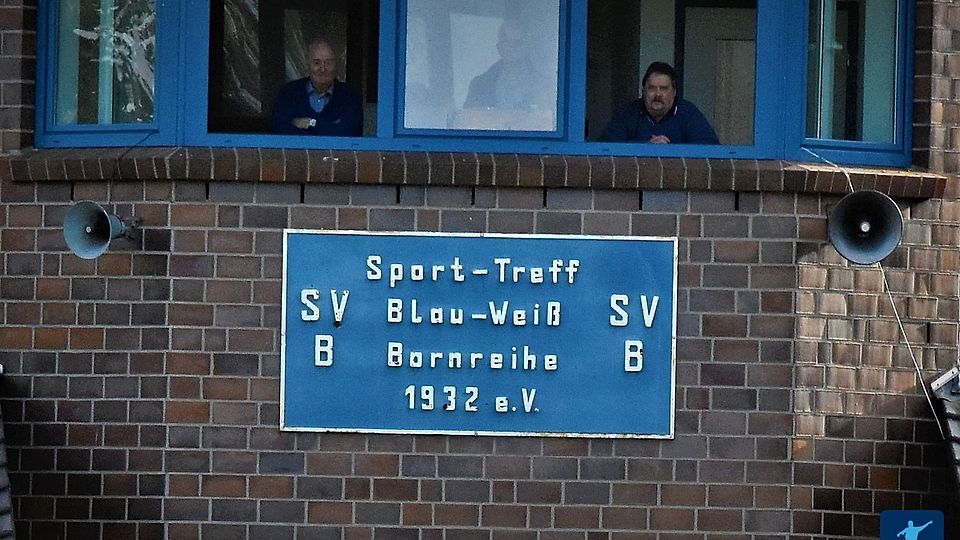 Sport-Treff
SV Blau-Weiß SV
B Bornreihe B
1932 e.V.